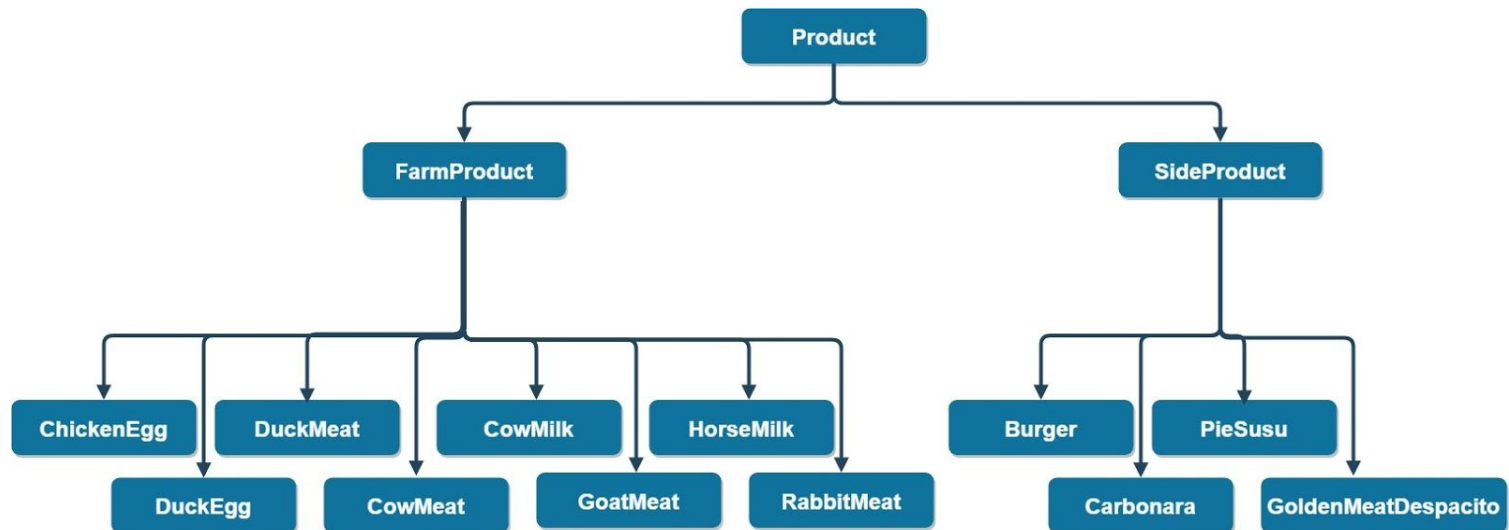 Product
FarmProduct
SideProduct
ChickenEgg
DuckMeat
CowMilk
HorseMilk
Burger
PieSusu
DuckEgg
CowMeat
GoatMeat
RabbitMeat
Carbonara
GoldenMeatDespacito